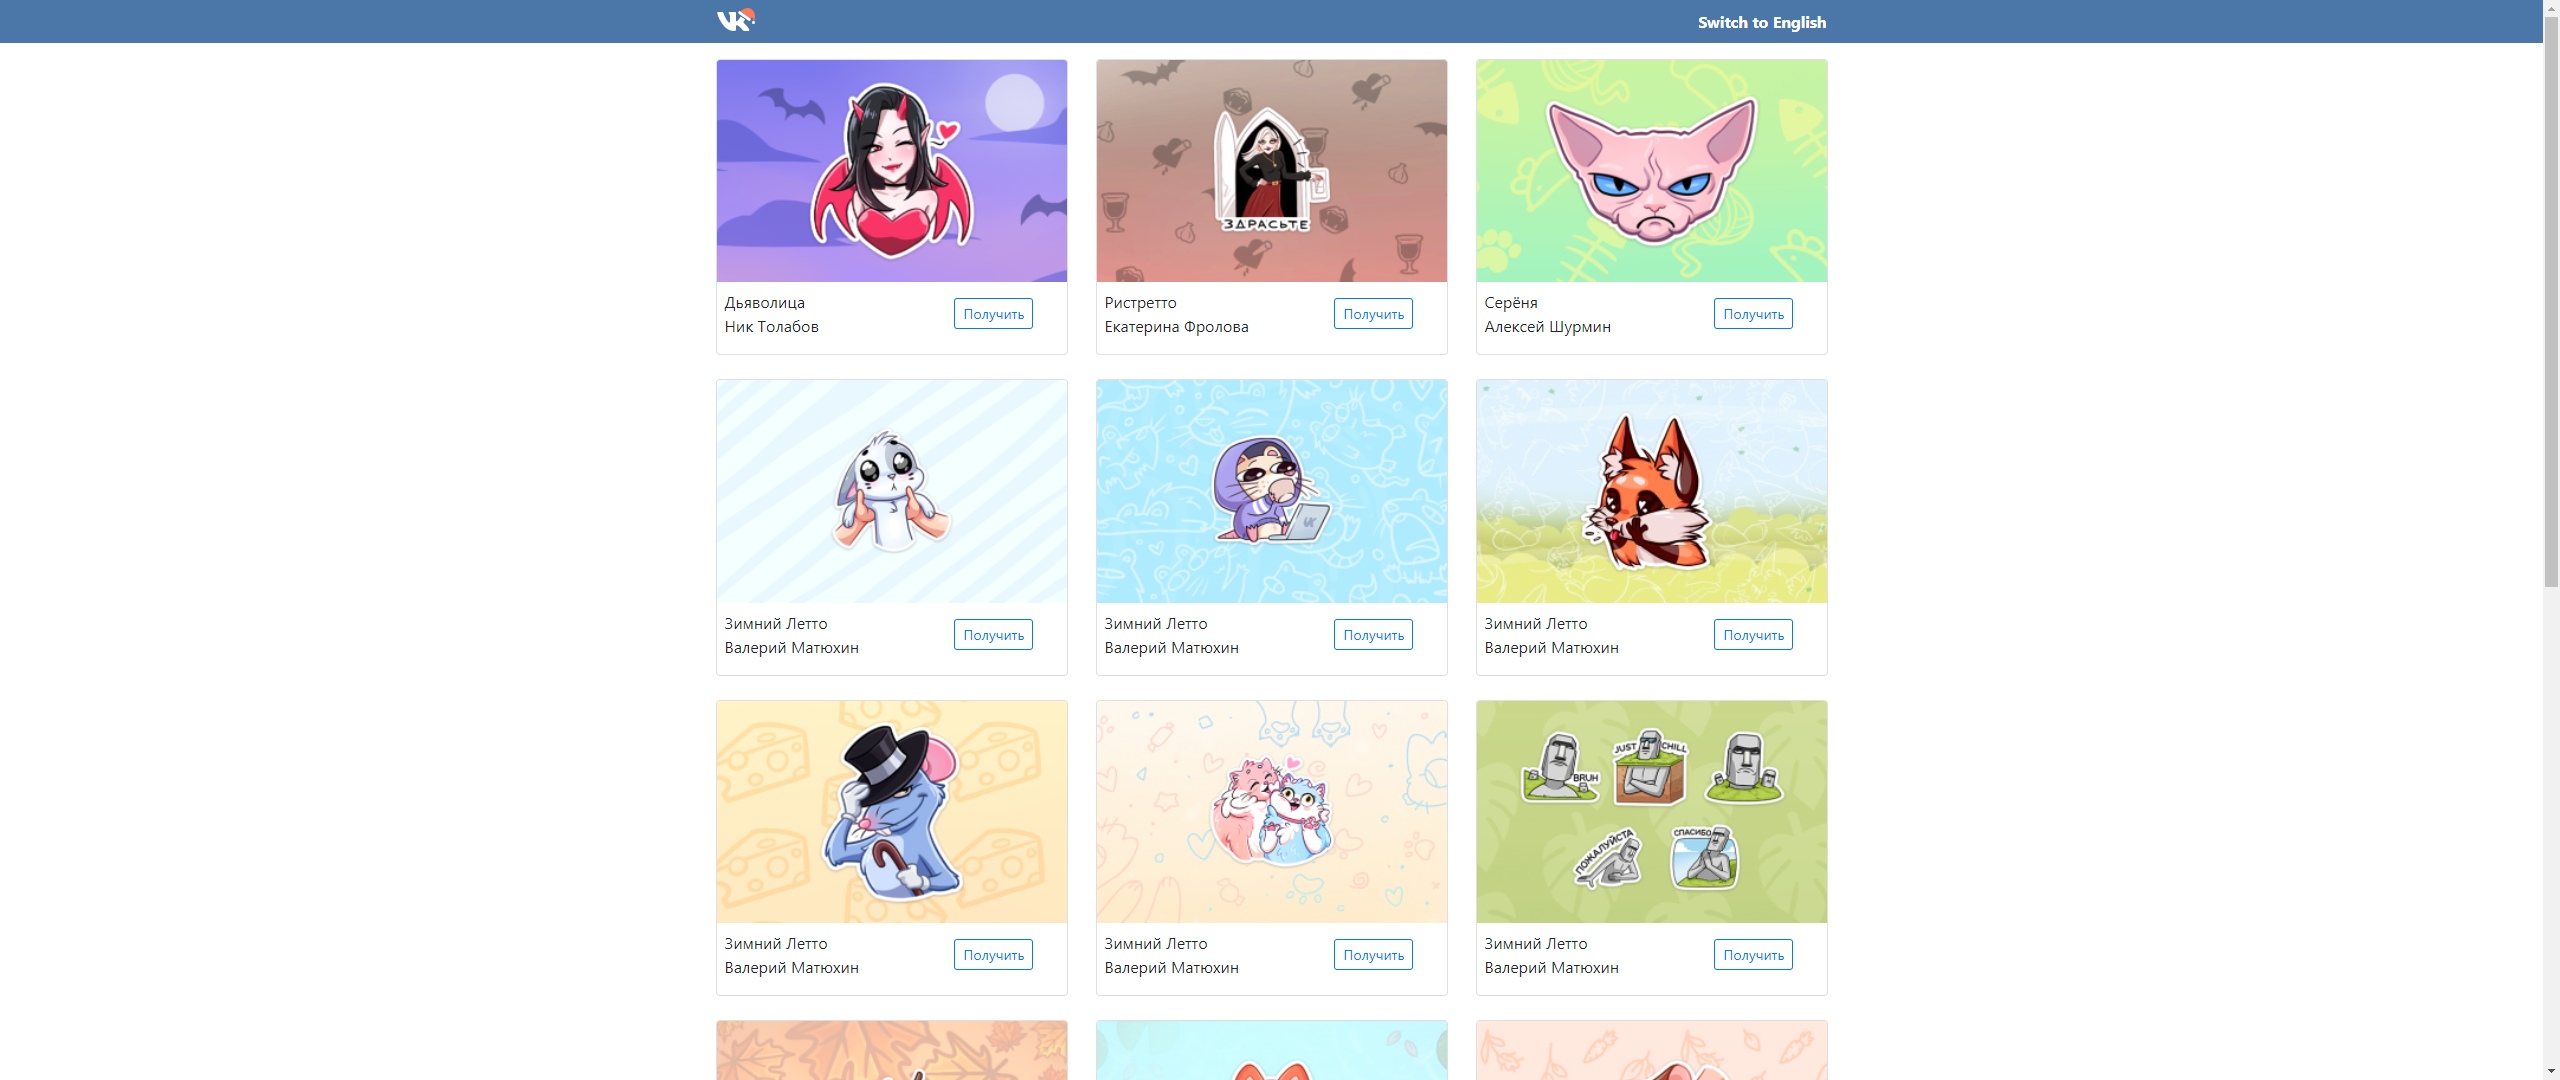 VK
Switch to English
ЗДРАСЬТЕ
Дьяволица
Ник Толабов
Получить
Ристретто
Екатерина Фролова
Получить
Серёня
Алексей Шурмин
Получить
VK
Зимний Летто
Валерий Матюхин
Получить
Зимний Летто
Валерий Матюхин
Получить
Зимний Летто
Валерий Матюхин
Получить
BRUH
JUST CHILL
ПОЖАЛУЙСТА
СПАСИБО
Зимний Летто
Валерий Матюхин
Получить
Зимний Летто
Валерий Матюхин
Получить
Зимний Летто
Валерий Матюхин
Получить